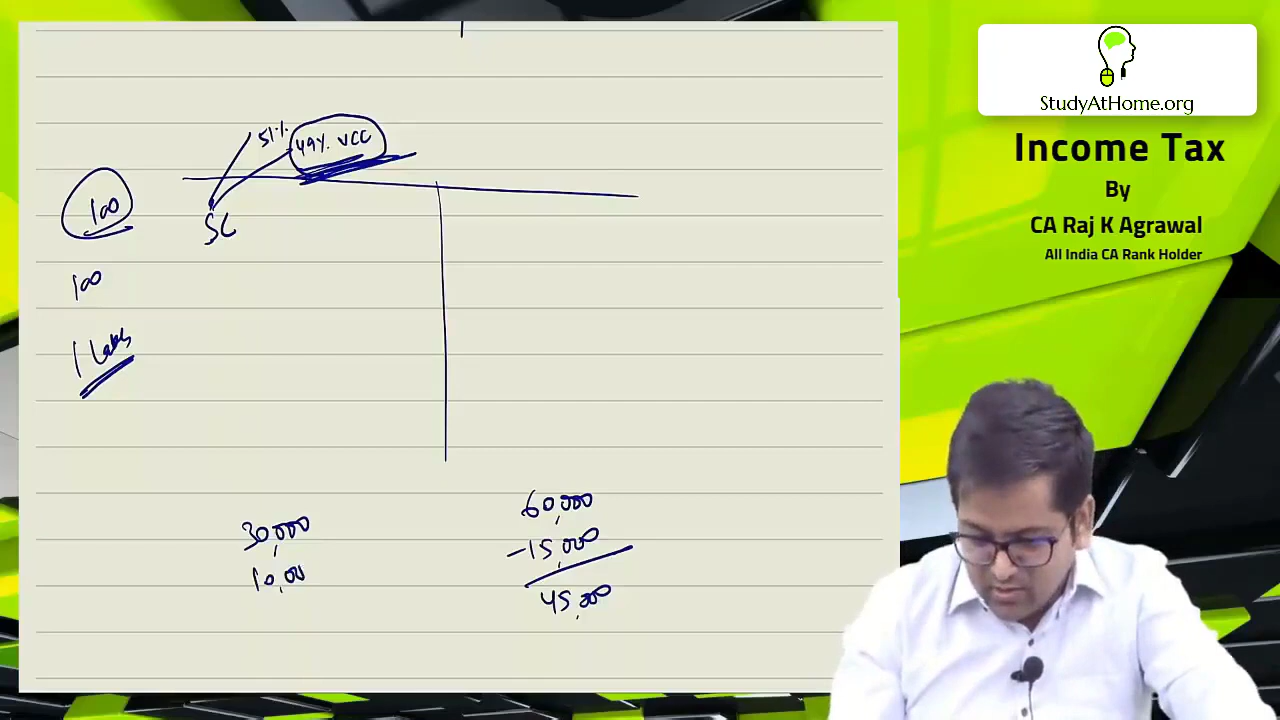 51%
49% VCC
100
SC
100
1 Lakh
60,000
30,000
-15,000
10,00
45,000
StudyAtHome.org
Income Tax
By
CA Raj K Agrawal
All India CA Rank Holder